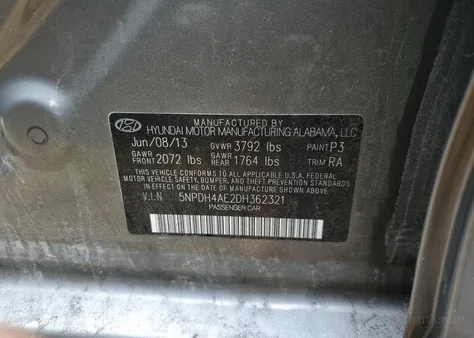 MANUFACTURED BY
HYUNDAI MOTOR MANUFACTURING ALABAMA, LLC
Jun/08/13 GVWR 3792 lbs PAINT P3
GAWR FRONT 2072 lbs GAWR REAR 1764 lbs TRIM RA
THIS VEHICLE CONFORMS TO ALL APPLICABLE U.S.A. FEDERAL
MOTOR VEHICLE SAFETY, BUMPER, AND THEFT PREVENTION
STANDARDS IN EFFECT ON THE DATE OF MANUFACTURE SHOWN ABOVE.
V.I.N 5NPDH4AE2DH362321
PASSENGER CAR